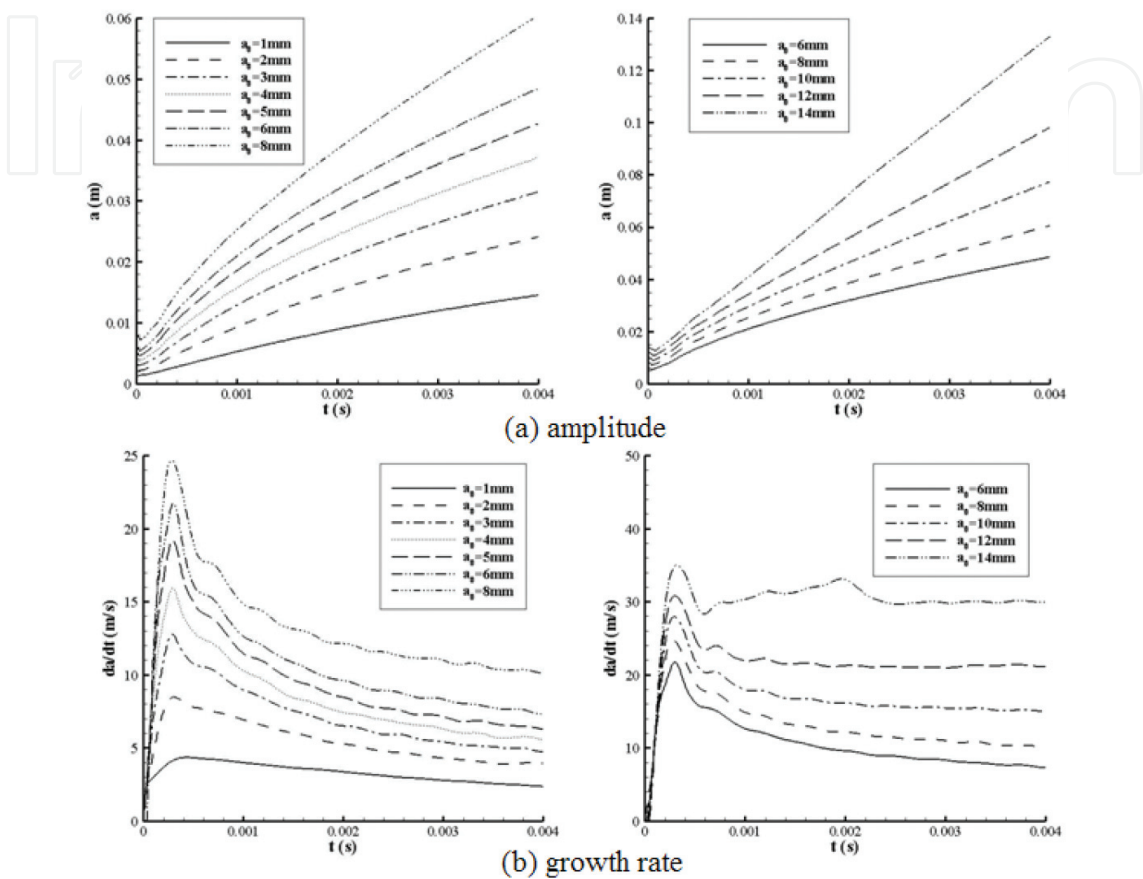 0.06
0.05
0.04
0.03
0.02
0.01
0
a (m)
a₀=1mm
a₀=2mm
a₀=3mm
a₀=4mm
a₀=5mm
a₀=6mm
a₀=8mm
0.001
0.002
0.003
0.004
t (s)
0.14
0.12
0.10
0.08
0.06
0.04
0.02
0
a (m)
a₀=6mm
a₀=8mm
a₀=10mm
a₀=12mm
a₀=14mm
0.001
0.002
0.003
0.004
t (s)
(a) amplitude
25
20
15
10
5
0
da/dt (m/s)
a₀=1mm
a₀=2mm
a₀=3mm
a₀=4mm
a₀=5mm
a₀=6mm
a₀=8mm
0
0.001
0.002
0.003
0.004
t (s)
50
40
30
20
10
0
da/dt (m/s)
a₀=6mm
a₀=8mm
a₀=10mm
a₀=12mm
a₀=14mm
0
0.001
0.002
0.003
0.004
t (s)
(b) growth rate